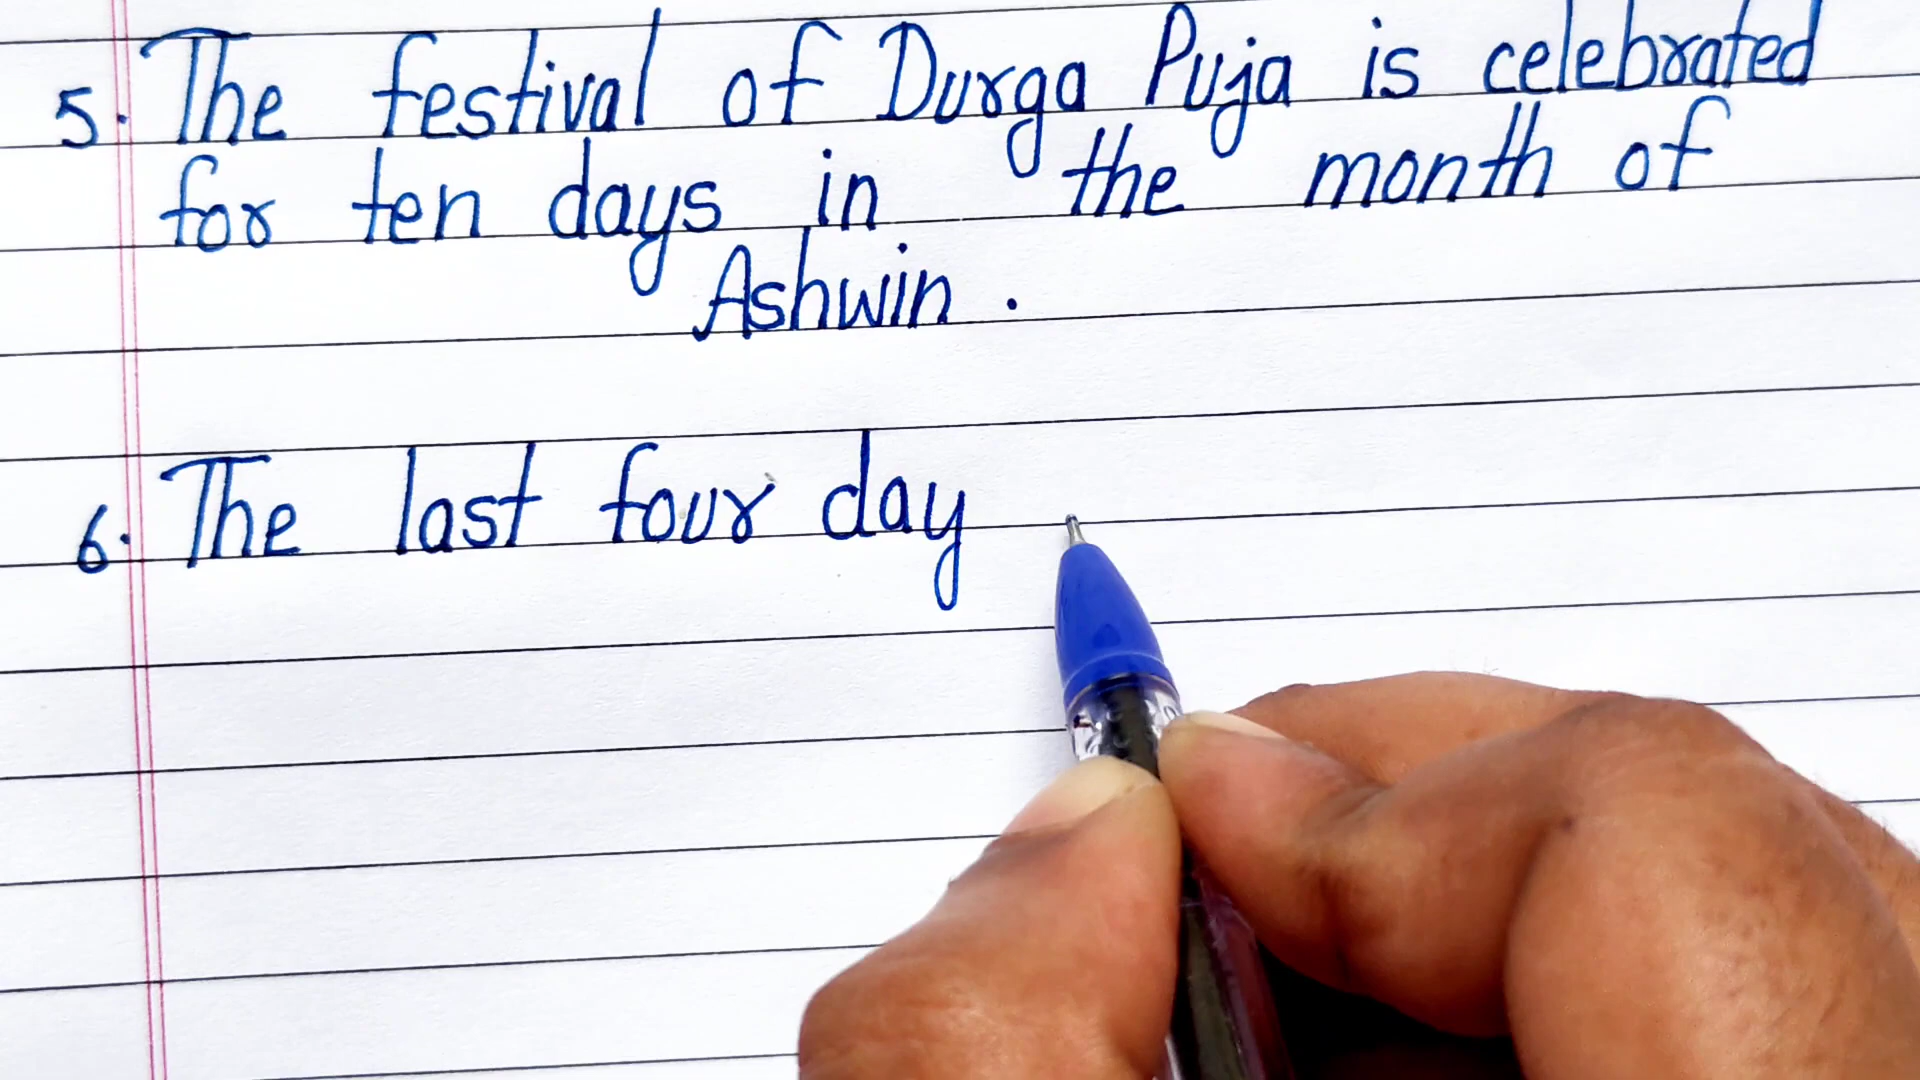 5. The festival of Durga Puja is celebrated
for ten days in the month of
Ashwin.
6. The last four day